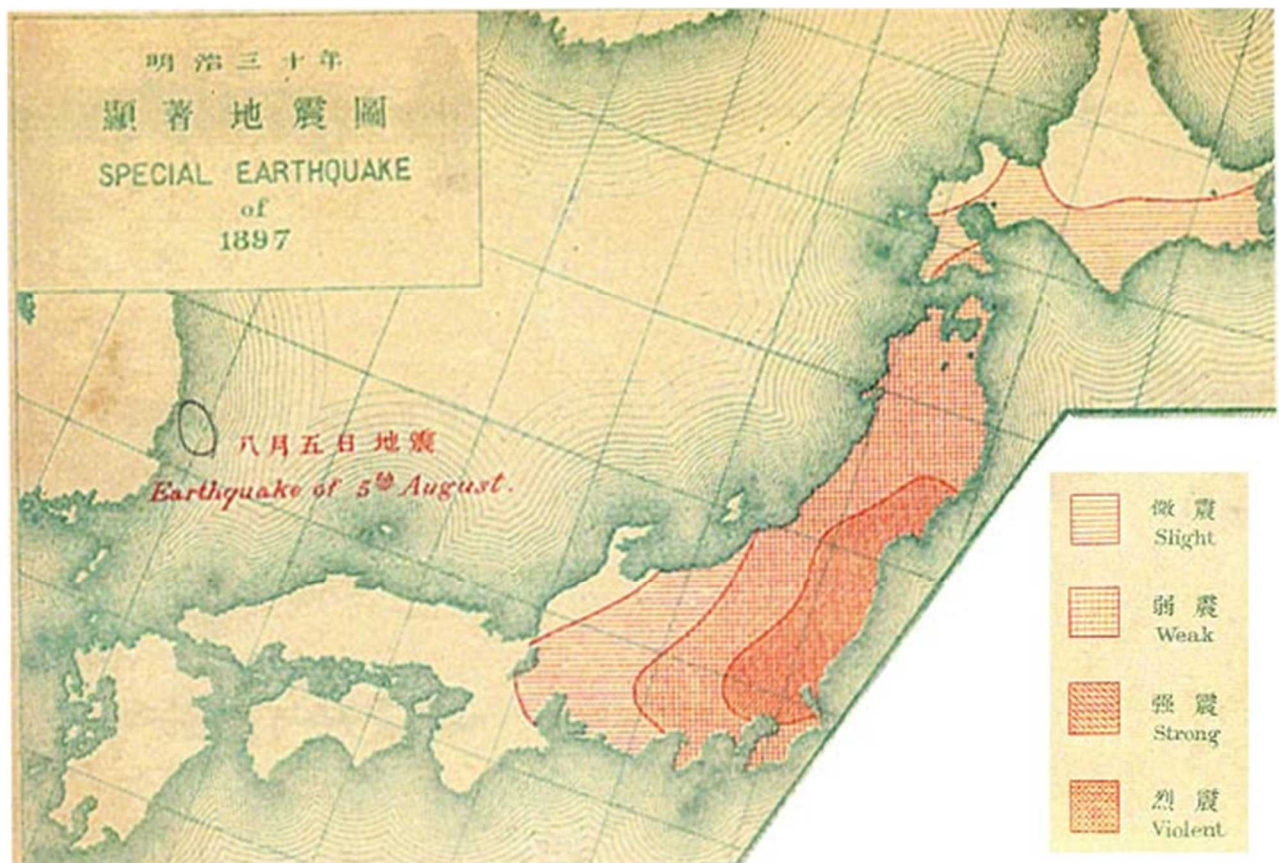 明治三十年
顯著地震圖
SPECIAL EARTHQUAKE
of
1897
八月五日地震
Earthquake of 5th August.
微震
Slight
弱震
Weak
强震
Strong
烈震
Violent